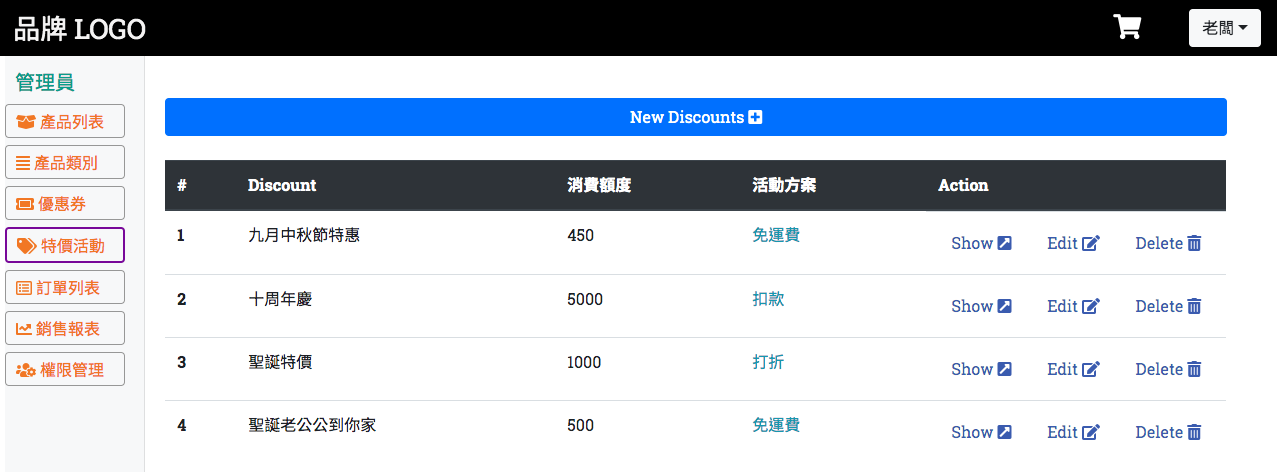 品牌 LOGO
老闆
管理員
產品列表
產品類別
優惠券
特價活動
訂單列表
銷售報表
權限管理
New Discounts
# Discount 消費額度 活動方案 Action
1 九月中秋節特惠 450 免運費 Show Edit Delete
2 十周年慶 5000 扣款 Show Edit Delete
3 聖誕特價 1000 打折 Show Edit Delete
4 聖誕老公公到你家 500 免運費 Show Edit Delete